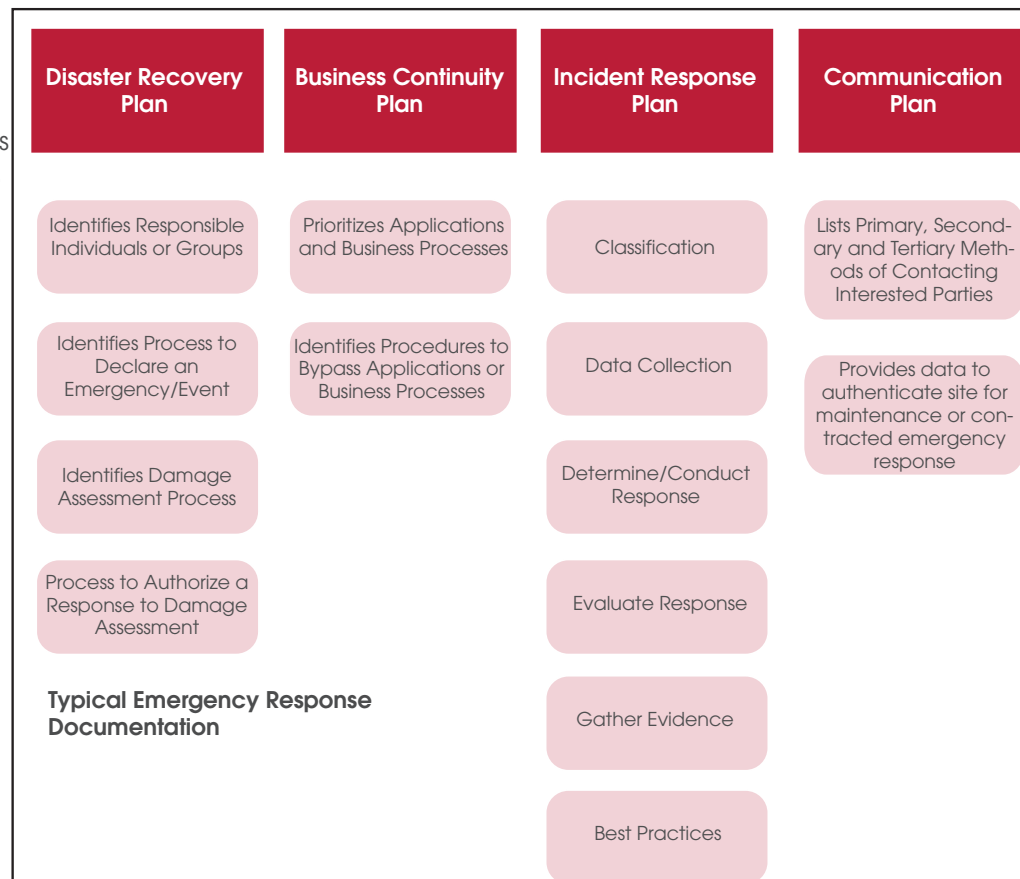 Disaster Recovery
Plan
Business Continuity
Plan
Incident Response
Plan
Communication
Plan
s
Identifies Responsible
Individuals or Groups
Identifies Process to
Declare an
Emergency/Event
Identifies Damage
Assessment Process
Process to Authorize a
Response to Damage
Assessment
Prioritizes Applications
and Business Processes
Identifies Procedures to
Bypass Applications or
Business Processes
Classification
Data Collection
Determine/Conduct
Response
Evaluate Response
Gather Evidence
Best Practices
Lists Primary, Second-
ary and Tertiary Meth-
ods of Contacting
Interested Parties
Provides data to
authenticate site for
maintenance or con-
tracted emergency
response
Typical Emergency Response
Documentation